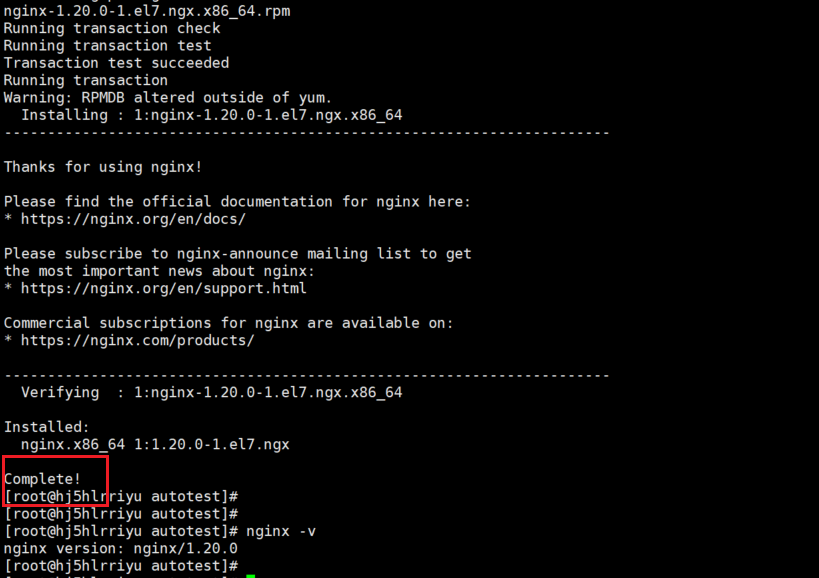 nginx-1.20.0-1.el7.ngx.x86_64.rpm
Running transaction check
Running transaction test
Transaction test succeeded
Running transaction
Warning: RPMDB altered outside of yum.
  Installing : 1:nginx-1.20.0-1.el7.ngx.x86_64
----------------------------------------------------------------------
Thanks for using nginx!
Please find the official documentation for nginx here:
* https://nginx.org/en/docs/
Please subscribe to nginx-announce mailing list to get
the most important news about nginx:
* https://nginx.org/en/support.html
Commercial subscriptions for nginx are available on:
* https://nginx.com/products/
----------------------------------------------------------------------
  Verifying  : 1:nginx-1.20.0-1.el7.ngx.x86_64
Installed:
  nginx.x86_64 1:1.20.0-1.el7.ngx
Complete!
[root@hj5hlrriyu autotest]#
[root@hj5hlrriyu autotest]#
[root@hj5hlrriyu autotest]# nginx -v
nginx version: nginx/1.20.0
[root@hj5hlrriyu autotest]#